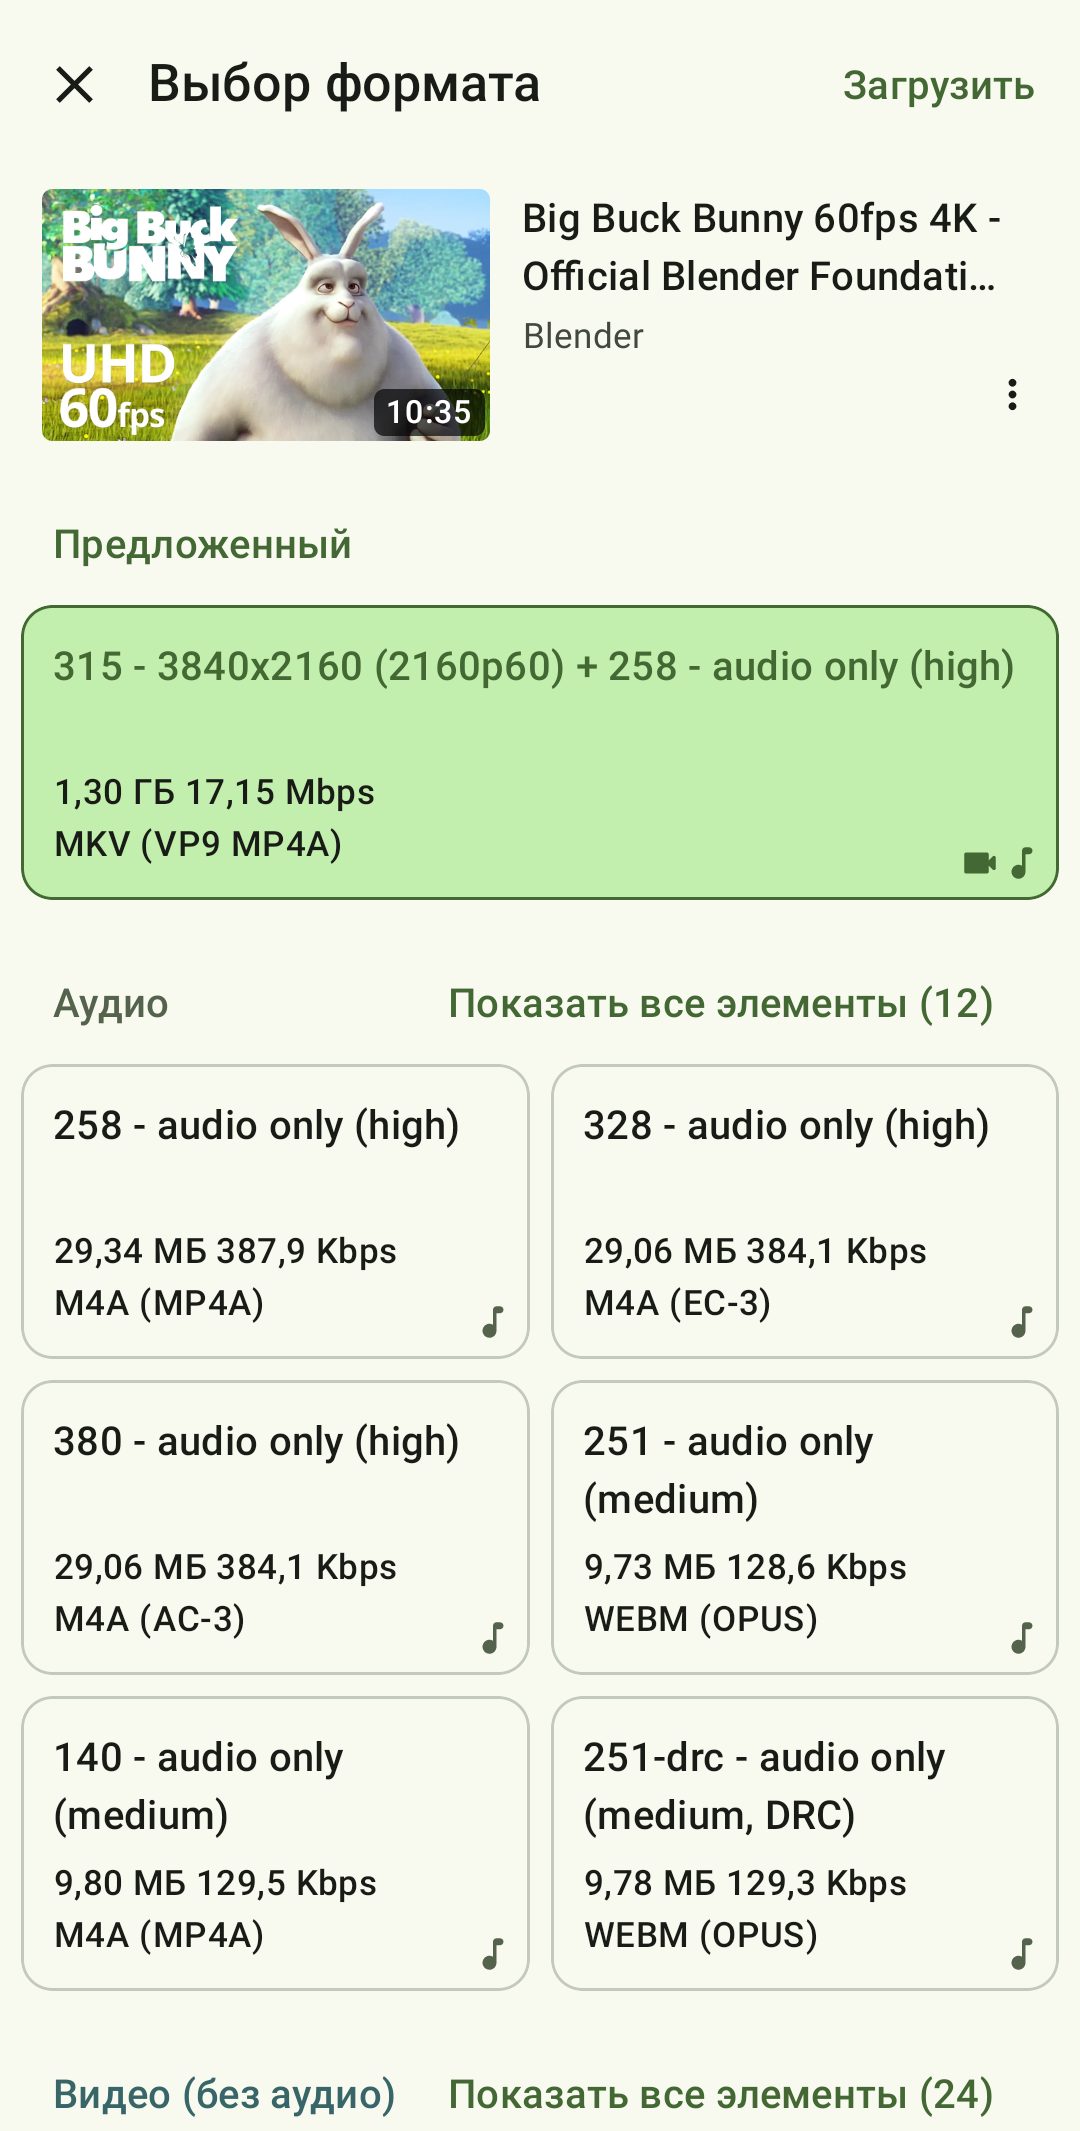 Выбор формата
Загрузить
Big Buck
BUNNY
UHD
60fps
10:35
Big Buck Bunny 60fps 4K -
Official Blender Foundati...
Blender
Предложенный
315 - 3840x2160 (2160p60) + 258 - audio only (high)
1,30 ГБ 17,15 Mbps
MKV (VP9 MP4A)
Аудио
Показать все элементы (12)
258 - audio only (high)
29,34 МБ 387,9 Kbps
M4A (MP4A)
328 - audio only (high)
29,06 МБ 384,1 Kbps
M4A (EC-3)
380 - audio only (high)
29,06 МБ 384,1 Kbps
M4A (AC-3)
251 - audio only
(medium)
9,73 МБ 128,6 Kbps
WEBM (OPUS)
140 - audio only
(medium)
9,80 МБ 129,5 Kbps
M4A (MP4A)
251-drc - audio only
(medium, DRC)
9,78 МБ 129,3 Kbps
WEBM (OPUS)
Видео (без аудио)
Показать все элементы (24)